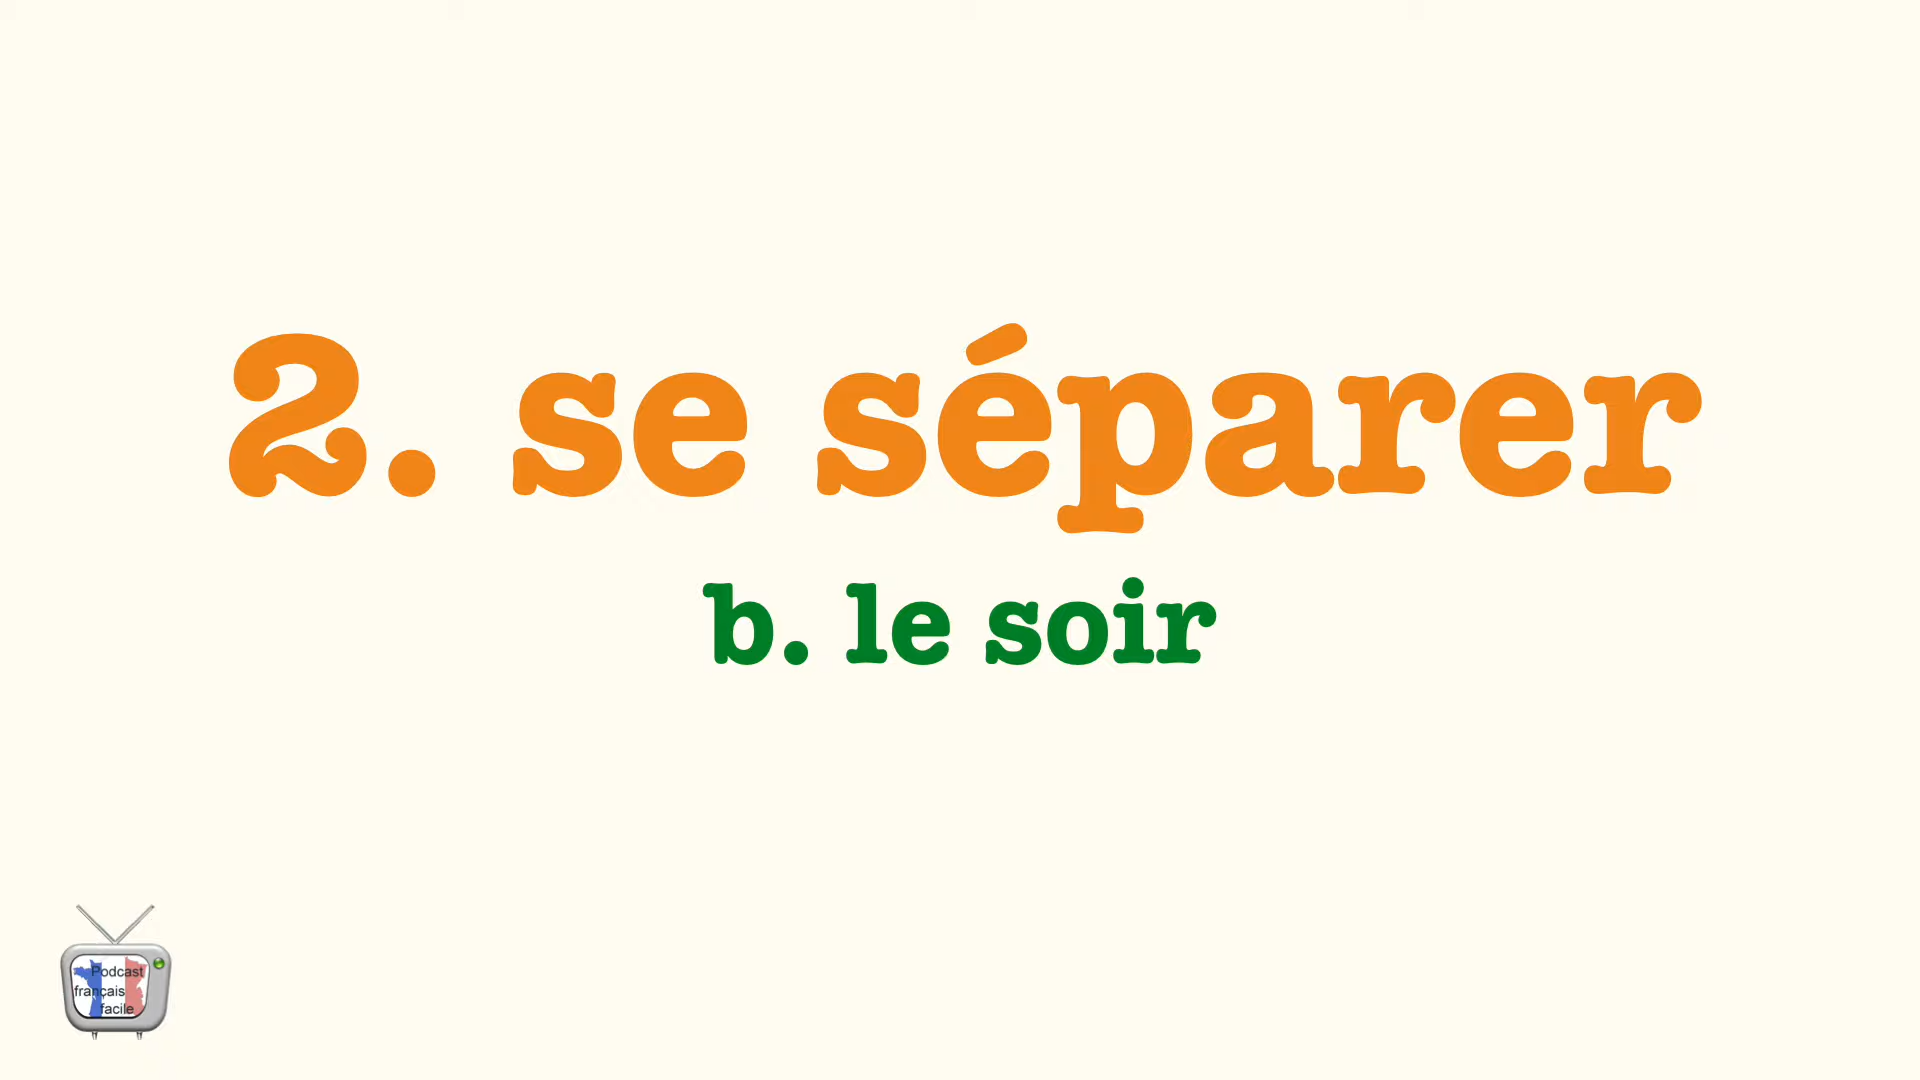 2. se séparer
b. le soir
Podcast
français
facile